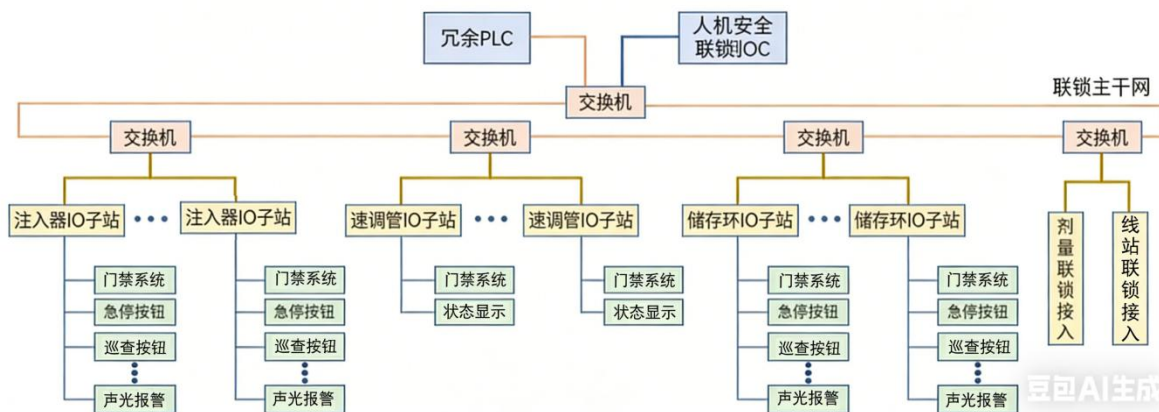 冗余PLC
人机安全
联锁IOC
交换机
联锁主干网
交换机
交换机
交换机
交换机
注入器IO子站
注入器IO子站
速调管IO子站
速调管IO子站
储存环IO子站
储存环IO子站
剂量联锁接入
线站联锁接入
门禁系统
急停按钮
巡查按钮
声光报警
门禁系统
急停按钮
巡查按钮
声光报警
门禁系统
状态显示
门禁系统
状态显示
门禁系统
急停按钮
巡查按钮
声光报警
门禁系统
急停按钮
巡查按钮
声光报警
豆包AI生成